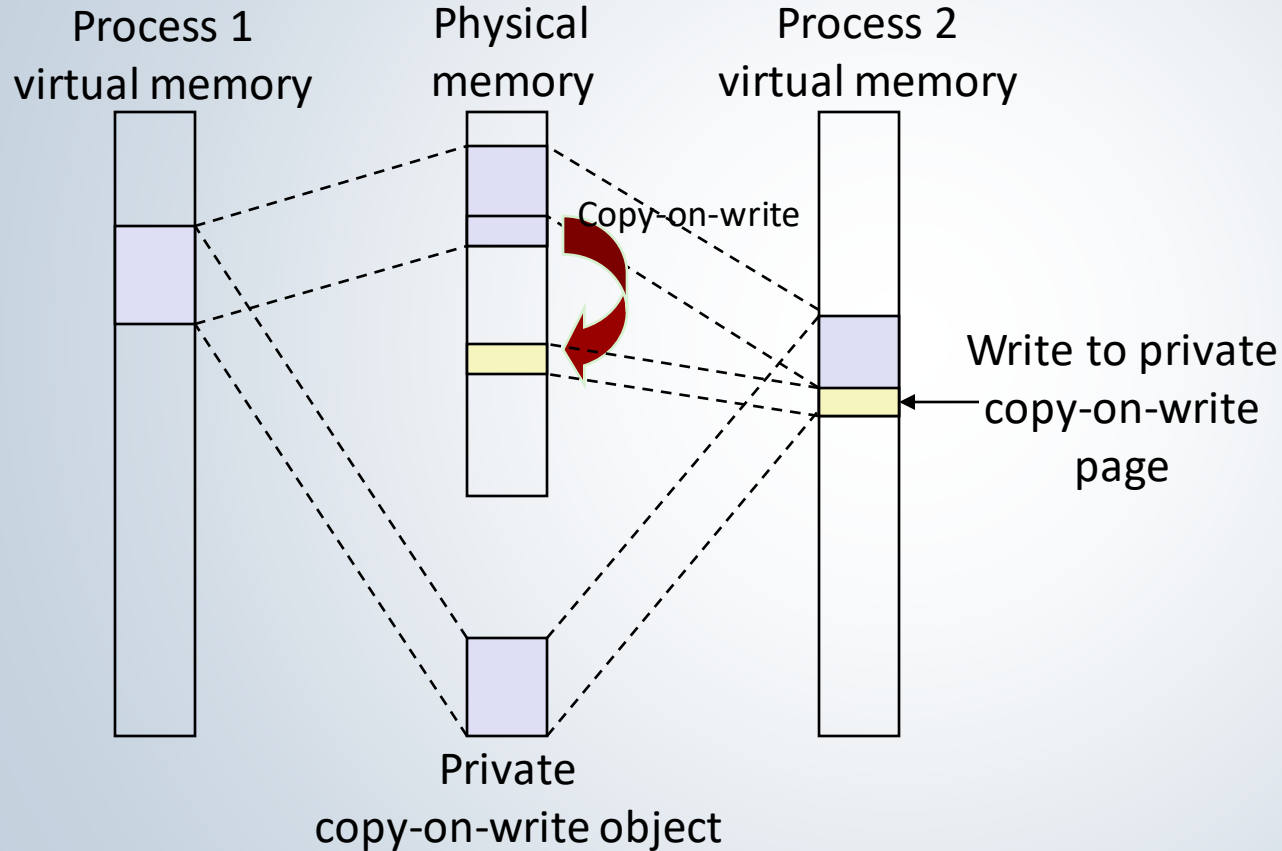 Process 1
virtual memory
Physical
memory
Process 2
virtual memory
Copy-on-write
Write to private
copy-on-write
page
Private
copy-on-write object